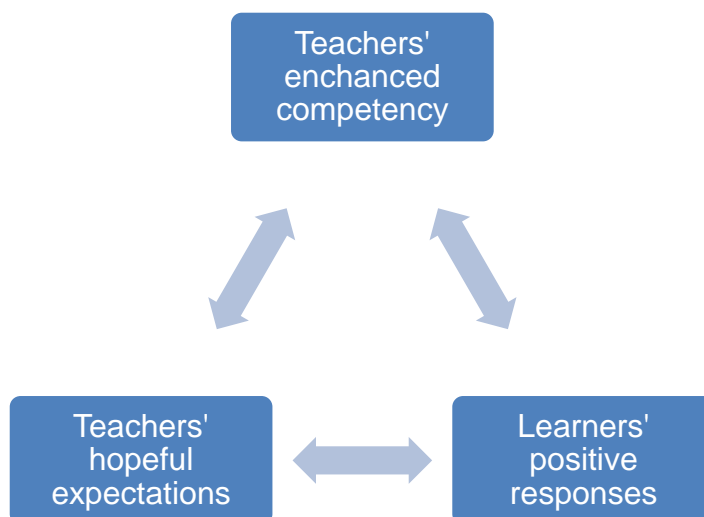 Teachers'
enchanced
competency
Teachers'
hopeful
expectations
Learners'
positive
responses